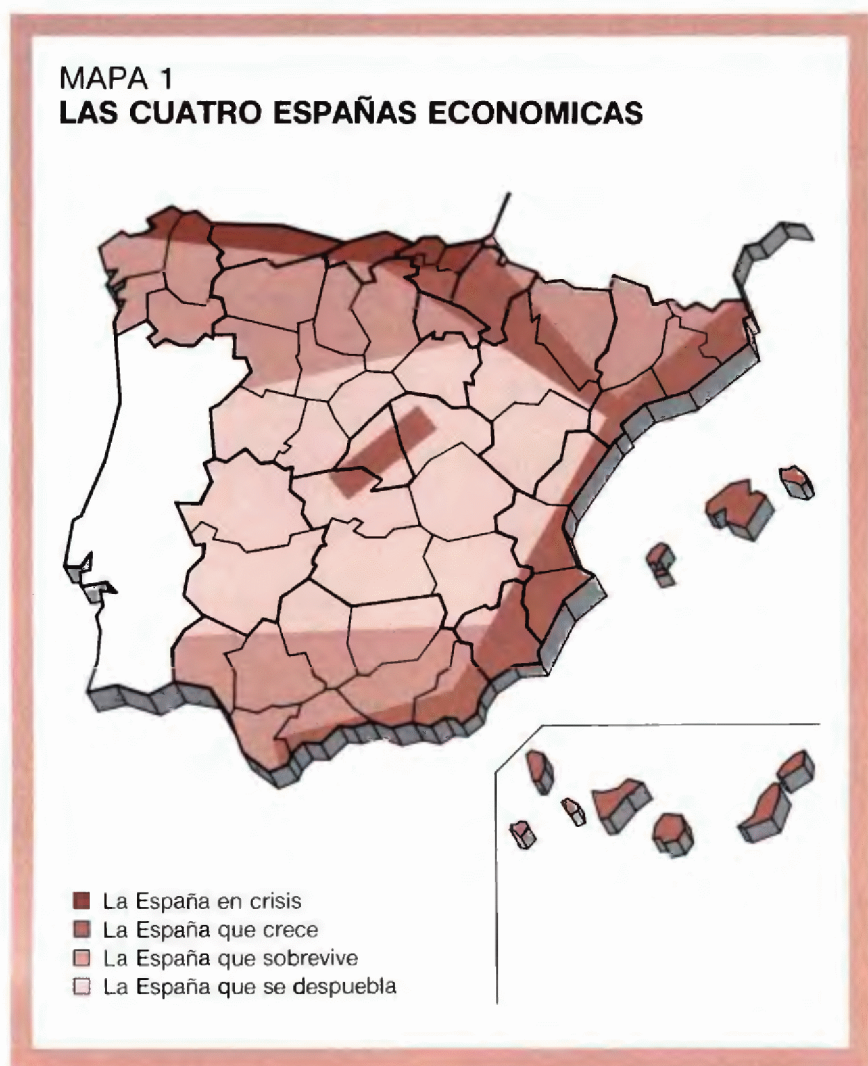 MAPA 1
LAS CUATRO ESPAÑAS ECONOMICAS
La España en crisis
La España que crece
La España que sobrevive
La España que se despuebla